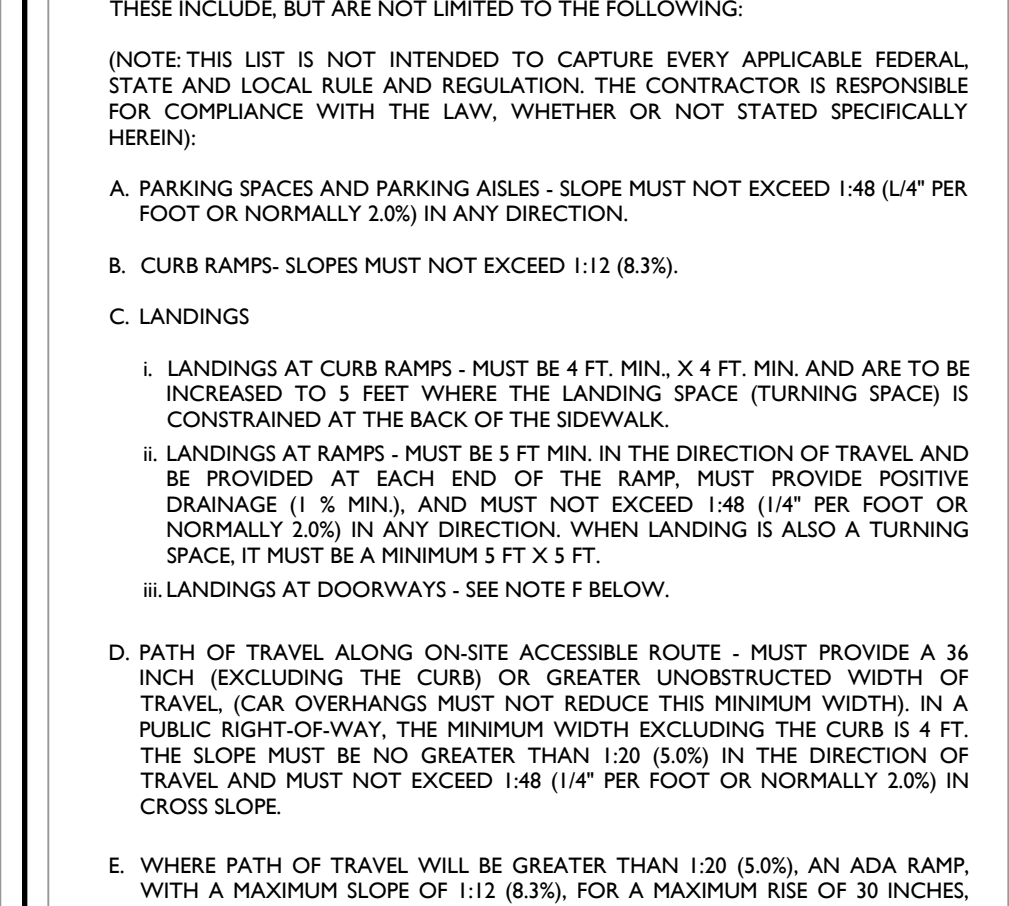 THESE INCLUDE, BUT ARE NOT LIMITED TO THE FOLLOWING:
(NOTE: THIS LIST IS NOT INTENDED TO CAPTURE EVERY APPLICABLE FEDERAL,
STATE AND LOCAL RULE AND REGULATION. THE CONTRACTOR IS RESPONSIBLE
FOR COMPLIANCE WITH THE LAW, WHETHER OR NOT STATED SPECIFICALLY
HEREIN):
A. PARKING SPACES AND PARKING AISLES - SLOPE MUST NOT EXCEED 1:48 (L/4" PER
FOOT OR NORMALLY 2.0%) IN ANY DIRECTION.
B. CURB RAMPS- SLOPES MUST NOT EXCEED 1:12 (8.3%).
C. LANDINGS
i. LANDINGS AT CURB RAMPS - MUST BE 4 FT. MIN., X 4 FT. MIN. AND ARE TO BE
INCREASED TO 5 FEET WHERE THE LANDING SPACE (TURNING SPACE) IS
CONSTRAINED AT THE BACK OF THE SIDEWALK.
ii. LANDINGS AT RAMPS - MUST BE 5 FT MIN. IN THE DIRECTION OF TRAVEL AND
BE PROVIDED AT EACH END OF THE RAMP, MUST PROVIDE POSITIVE
DRAINAGE (1 % MIN.), AND MUST NOT EXCEED 1:48 (1/4" PER FOOT OR
NORMALLY 2.0%) IN ANY DIRECTION. WHEN LANDING IS ALSO A TURNING
SPACE, IT MUST BE A MINIMUM 5 FT X 5 FT.
iii. LANDINGS AT DOORWAYS - SEE NOTE F BELOW.
D. PATH OF TRAVEL ALONG ON-SITE ACCESSIBLE ROUTE - MUST PROVIDE A 36
INCH (EXCLUDING THE CURB) OR GREATER UNOBSTRUCTED WIDTH OF
TRAVEL, (CAR OVERHANGS MUST NOT REDUCE THIS MINIMUM WIDTH). IN A
PUBLIC RIGHT-OF-WAY, THE MINIMUM WIDTH EXCLUDING THE CURB IS 4 FT.
THE SLOPE MUST BE NO GREATER THAN 1:20 (5.0%) IN THE DIRECTION OF
TRAVEL AND MUST NOT EXCEED 1:48 (1/4" PER FOOT OR NORMALLY 2.0%) IN
CROSS SLOPE.
E. WHERE PATH OF TRAVEL WILL BE GREATER THAN 1:20 (5.0%), AN ADA RAMP,
WITH A MAXIMUM SLOPE OF 1:12 (8.3%), FOR A MAXIMUM RISE OF 30 INCHES,